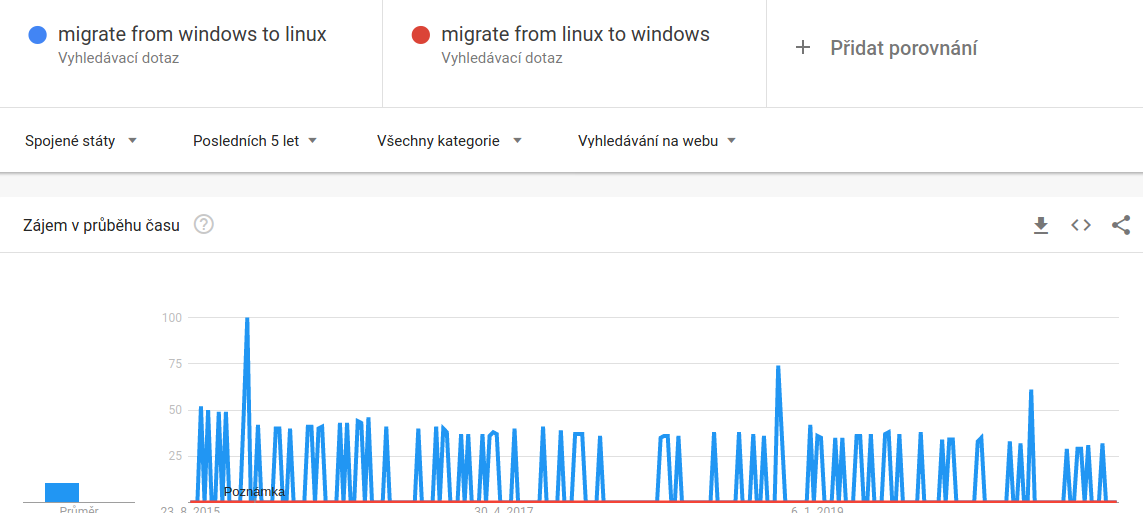 migrate from windows to linux
Vyhledávací dotaz
migrate from linux to windows
Vyhledávací dotaz
+ Přidat porovnání
Spojené státy
Posledních 5 let
Všechny kategorie
Vyhledávání na webu
Zájem v průběhu času
?
100
75
50
25
Poznámka
Průměr
23. 8. 2015
30. 4. 2017
6. 1. 2019